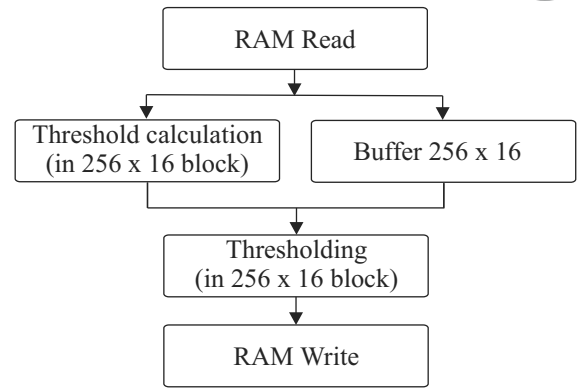 RAM Read
Threshold calculation
(in 256 x 16 block)
Buffer 256 x 16
Thresholding
(in 256 x 16 block)
RAM Write